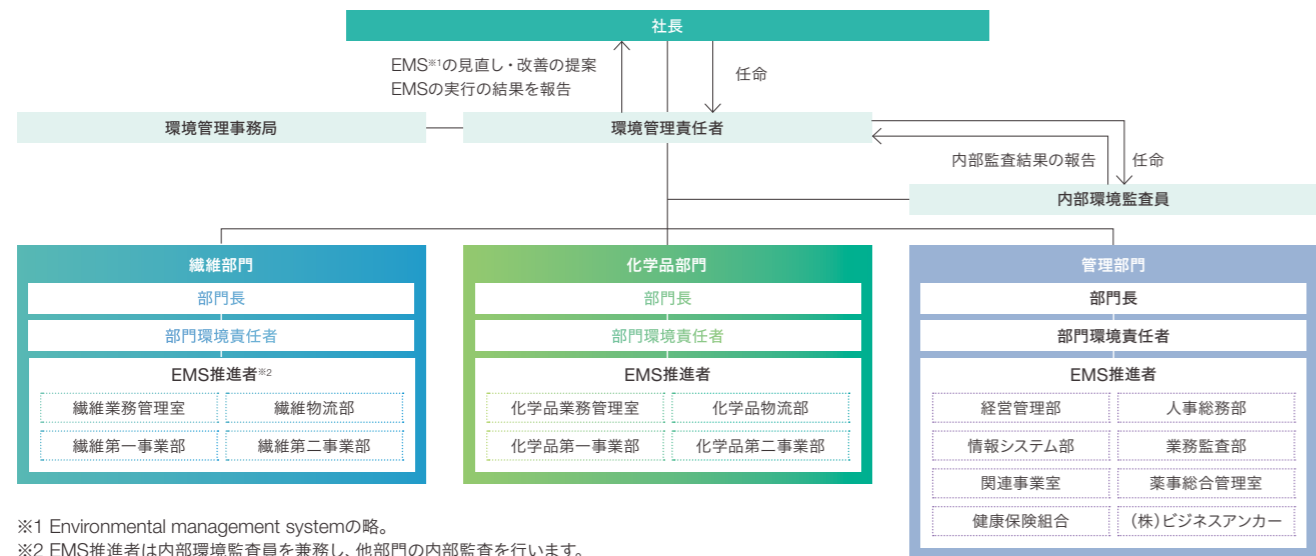 社長
EMS※1の見直し・改善の提案
EMSの実行の結果を報告
任命
環境管理事務局
環境管理責任者
内部監査結果の報告
任命
内部環境監査員
繊維部門
部門長
部門環境責任者
EMS推進者※2
繊維業務管理室 繊維物流部
繊維第一事業部 繊維第二事業部
化学品部門
部門長
部門環境責任者
EMS推進者
化学品業務管理室 化学品物流部
化学品第一事業部 化学品第二事業部
管理部門
部門長
部門環境責任者
EMS推進者
経営管理部 人事総務部
情報システム部 業務監査部
関連事業室 薬事総合管理室
健康保険組合 (株)ビジネスアンカー
※1 Environmental management systemの略。
※2 EMS推進者は内部環境監査員を兼務し、他部門の内部監査を行います。